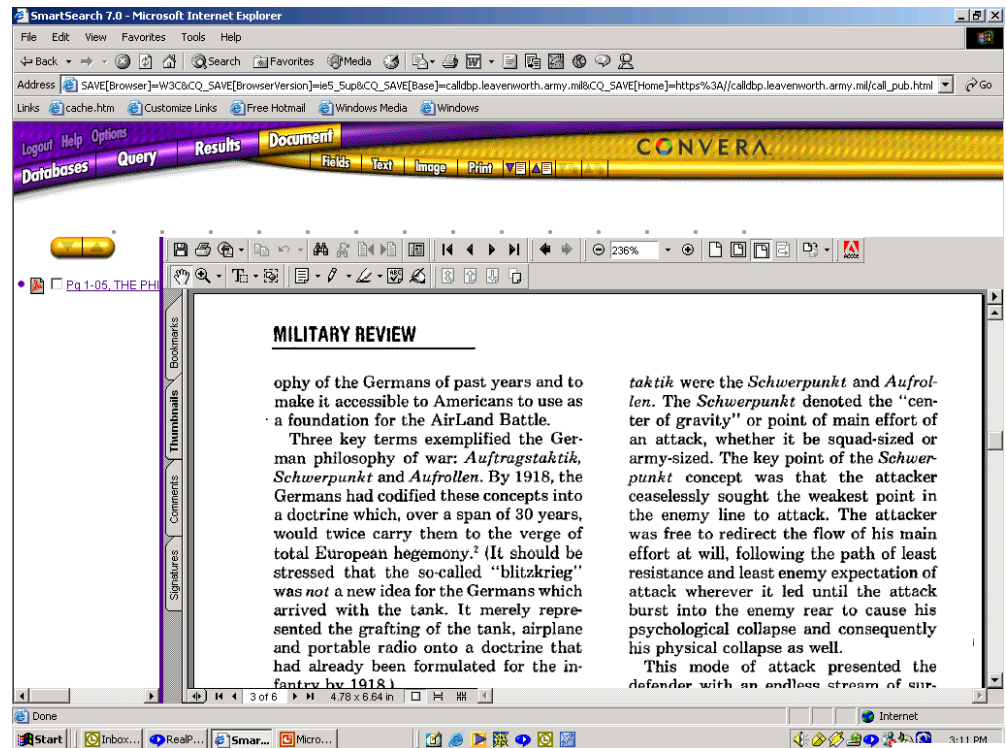 SmartSearch 7.0 - Microsoft Internet Explorer
File Edit View Favorites Tools Help
Back Search Favorites Media
Address SAVE[Browser]=W3C&CQ_SAVE[BrowserVersion]=ie5_5up&CQ_SAVE[Base]=calldbp.leavenworth.army.mil&CQ_SAVE[Home]=https%3A//calldbp.leavenworth.army.mil/call_pub.html Go
Links cache.htm Customize Links Free Hotmail Windows Media Windows
Logout Help Options
Databases Query Results Document
CONVERA
Fields Text Image Print
236%
Adobe
Pg 1-05, THE PHI
Bookmarks
Thumbnails
Comments
Signatures
MILITARY REVIEW
ophy of the Germans of past years and to
make it accessible to Americans to use as
a foundation for the AirLand Battle.
Three key terms exemplified the Ger-
man philosophy of war: Auftragstaktik,
Schwerpunkt and Aufrollen. By 1918, the
Germans had codified these concepts into
a doctrine which, over a span of 30 years,
would twice carry them to the verge of
total European hegemony.² (It should be
stressed that the so-called "blitzkrieg"
was not a new idea for the Germans which
arrived with the tank. It merely repre-
sented the grafting of the tank, airplane
and portable radio onto a doctrine that
had already been formulated for the in-
fantry by 1918.)
taktik were the Schwerpunkt and Aufrol-
len. The Schwerpunkt denoted the "cen-
ter of gravity" or point of main effort of
an attack, whether it be squad-sized or
army-sized. The key point of the Schwer-
punkt concept was that the attacker
ceaselessly sought the weakest point in
the enemy line to attack. The attacker
was free to redirect the flow of his main
effort at will, following the path of least
resistance and least enemy expectation of
attack wherever it led until the attack
burst into the enemy rear to cause his
psychological collapse and consequently
his physical collapse as well.
This mode of attack presented the
defender with an endless stream of sur-
3 of 6 4.78 x 6.64 in
Done Internet
Start Inbox... RealP... Smar... Micro... 3:11 PM